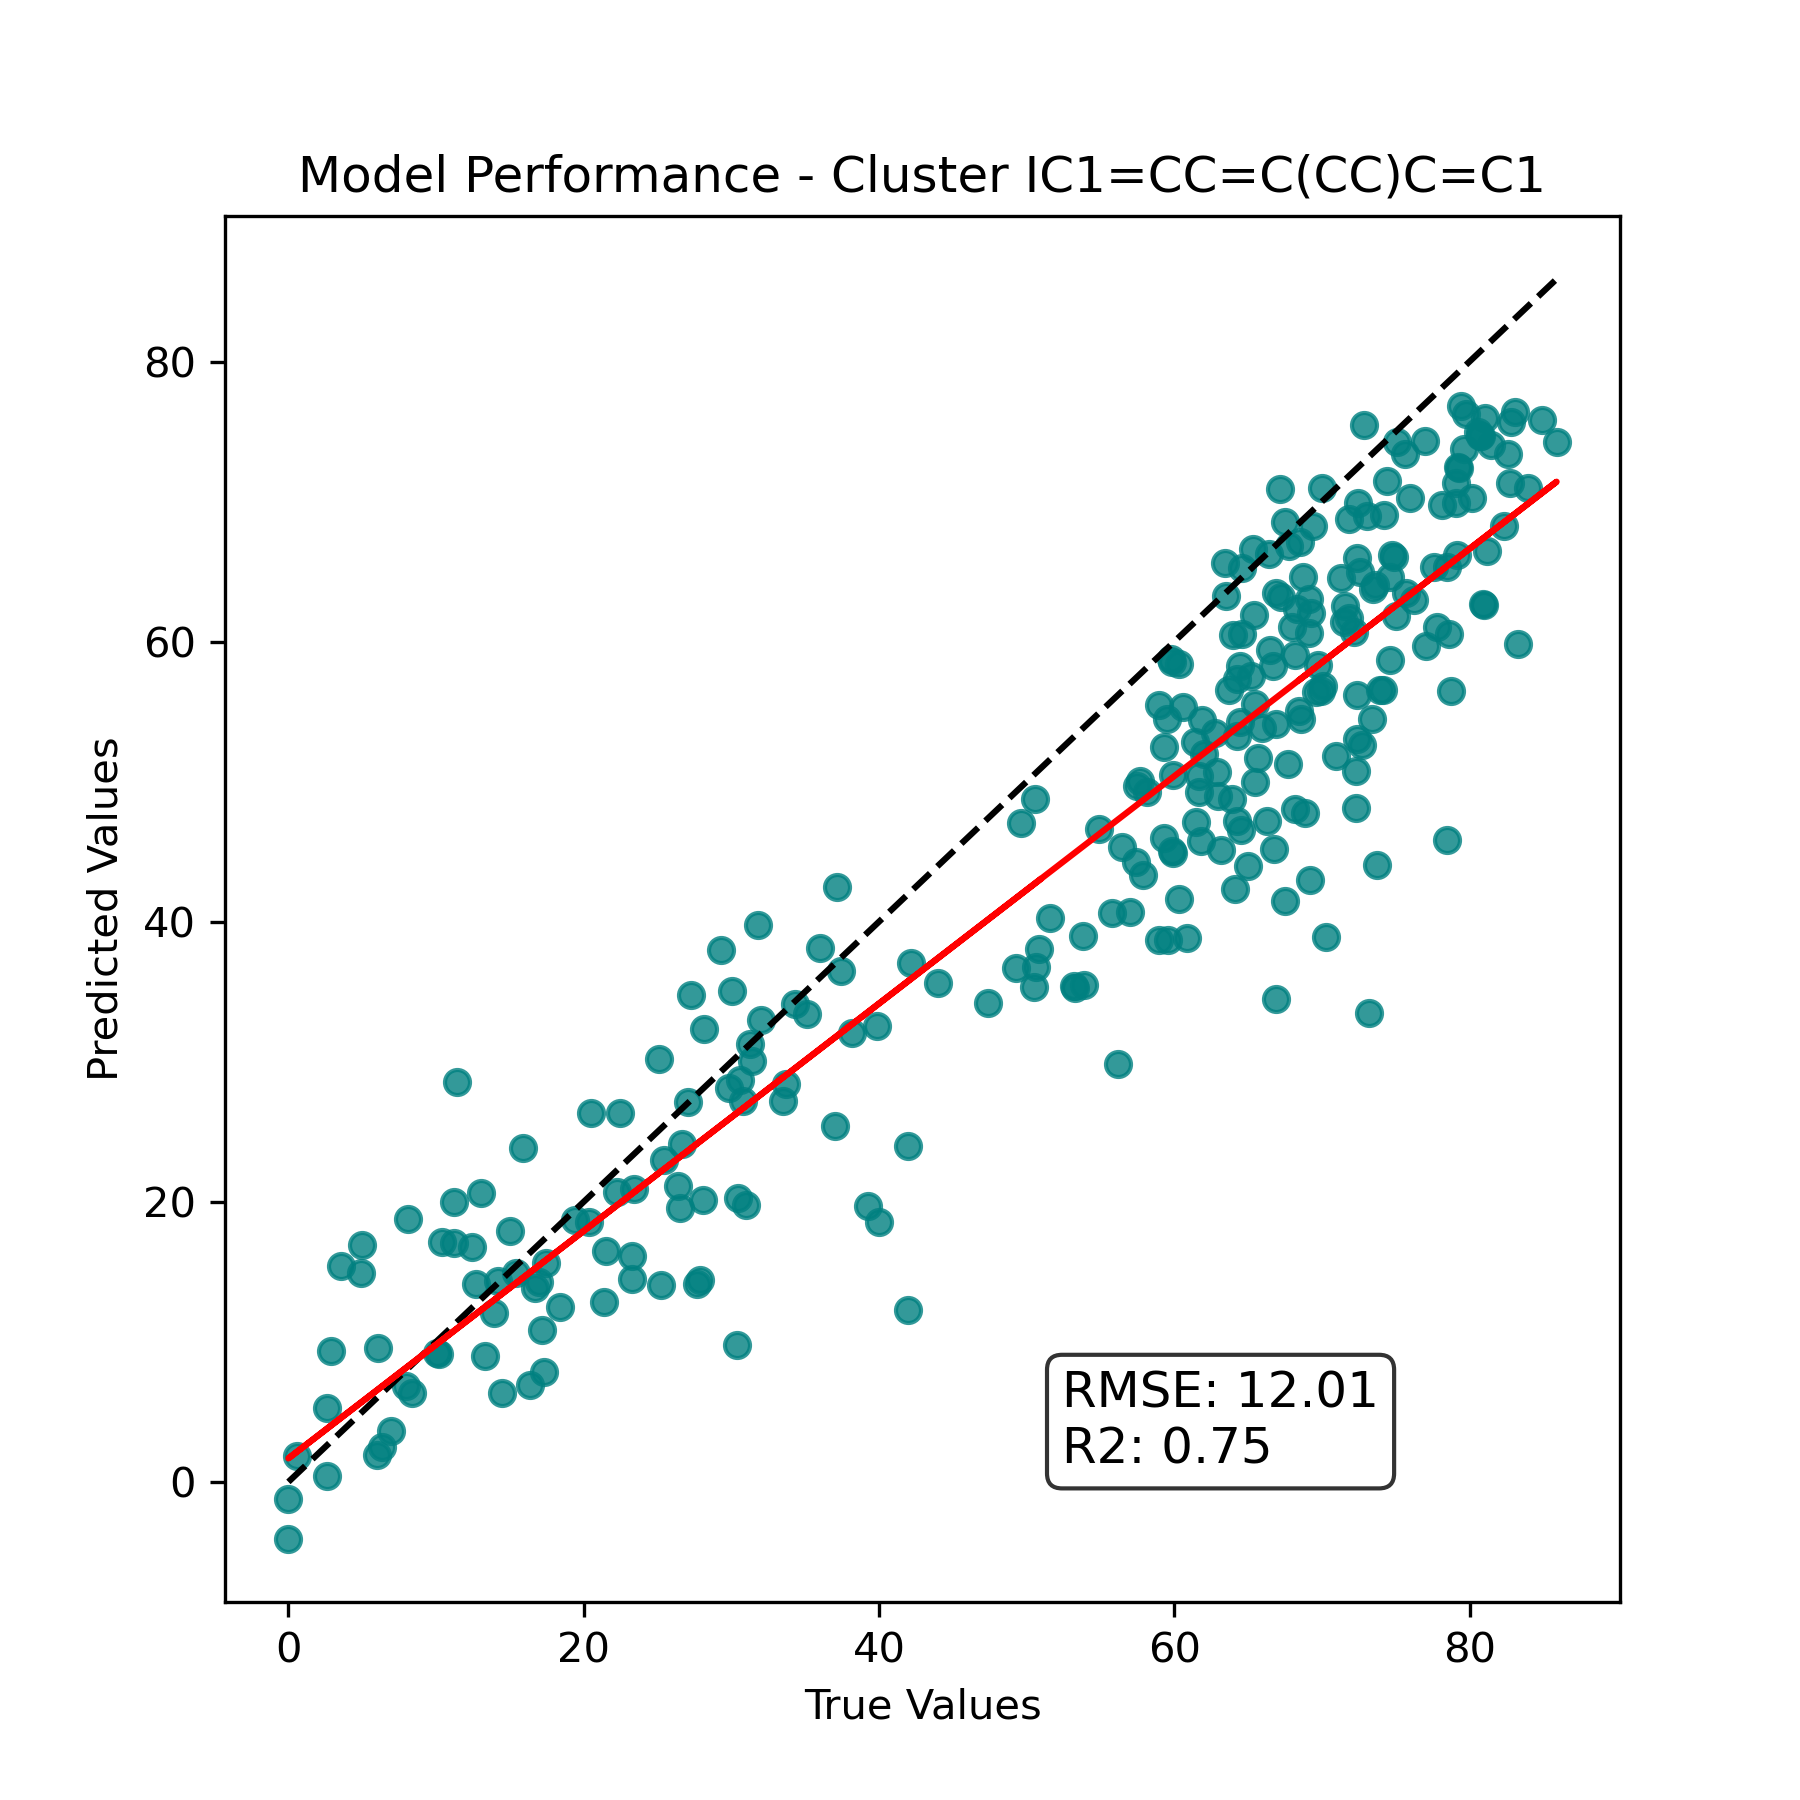 Model Performance - Cluster IC1=CC=C(CC)C=C1
80
60
40
20
0
Predicted Values
RMSE: 12.01
R2: 0.75
0 20 40 60 80
True Values